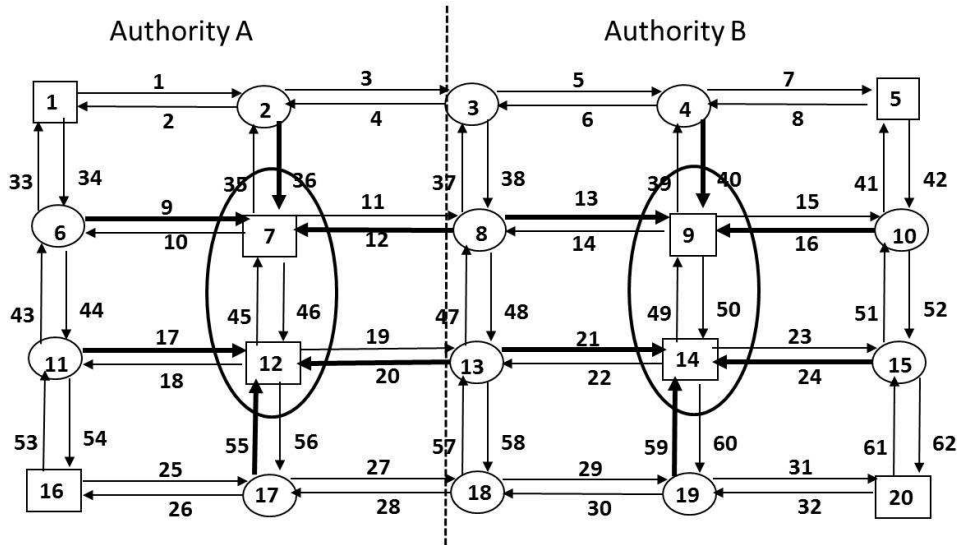 Authority A Authority B
1 3 5 7
1 2 3 4 5
2 4 6 8
33 34 35 36 37 38 39 40 41 42
9 11 13 15
6 7 8 9 10
10 12 14 16
43 44 45 46 47 48 49 50 51 52
17 19 21 23
11 12 13 14 15
18 20 22 24
53 54 55 56 57 58 59 60 61 62
25 27 29 31
16 17 18 19 20
26 28 30 32